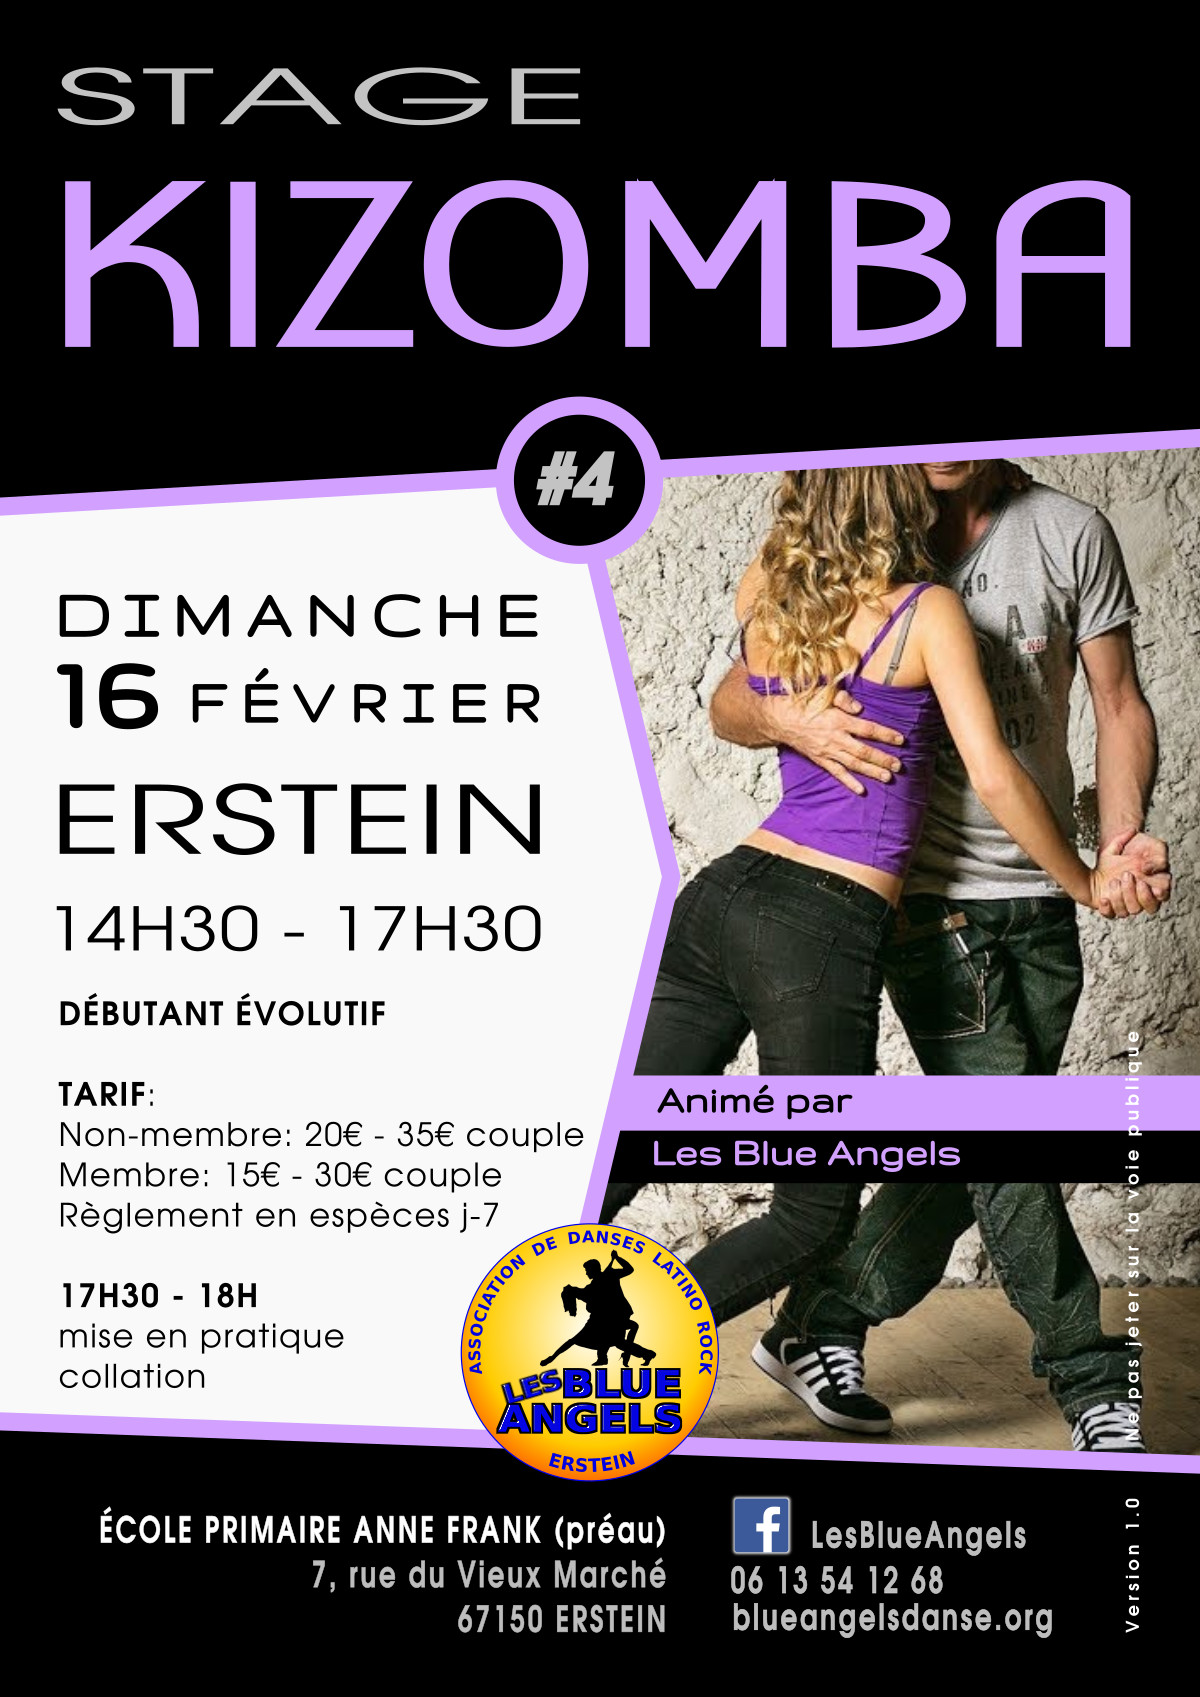 STAGE
KIZOMBA
#4
DIMANCHE
16 FÉVRIER
ERSTEIN
14H30 - 17H30
DÉBUTANT ÉVOLUTIF
TARIF:
Non-membre: 20€ - 35€ couple
Membre: 15€ - 30€ couple
Règlement en espèces j-7
17H30 - 18H
mise en pratique
collation
Animé par
Les Blue Angels
ASSOCIATION DE DANSES LATINO ROCK
LES BLUE
ANGELS
ERSTEIN
ÉCOLE PRIMAIRE ANNE FRANK (préau)
7, rue du Vieux Marché
67150 ERSTEIN
LesBlueAngels
06 13 54 12 68
blueangelsdanse.org
Ne pas jeter sur la voie publique
Version 1.0